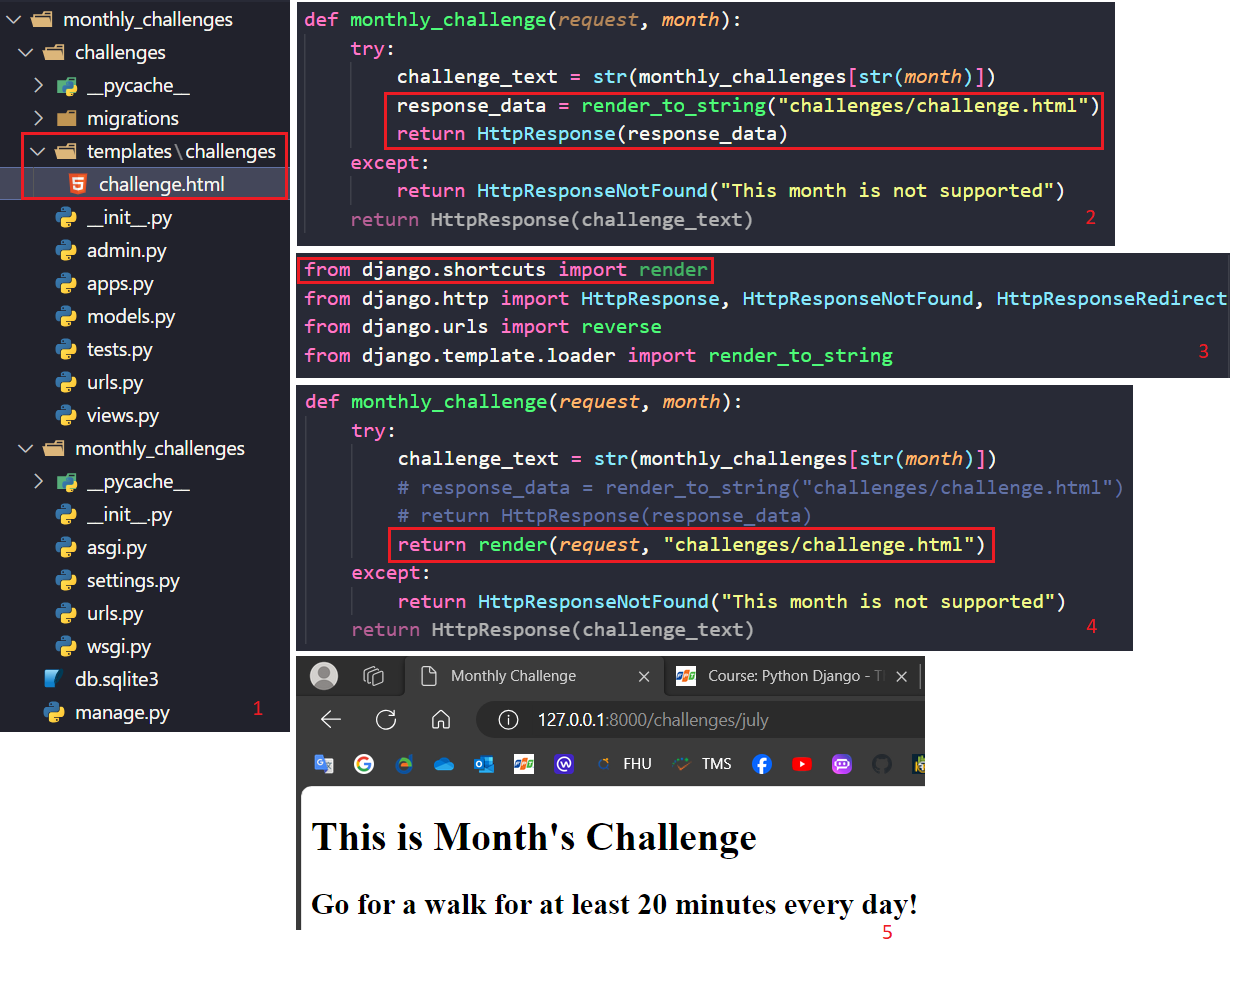 monthly_challenges
challenges
__pycache__
migrations
templates\challenges
challenge.html
__init__.py
admin.py
apps.py
models.py
tests.py
urls.py
views.py
monthly_challenges
__pycache__
__init__.py
asgi.py
settings.py
urls.py
wsgi.py
db.sqlite3
manage.py
1
def monthly_challenge(request, month):
try:
challenge_text = str(monthly_challenges[str(month)])
response_data = render_to_string("challenges/challenge.html")
return HttpResponse(response_data)
except:
return HttpResponseNotFound("This month is not supported")
return HttpResponse(challenge_text)
2
from django.shortcuts import render
from django.http import HttpResponse, HttpResponseNotFound, HttpResponseRedirect
from django.urls import reverse
from django.template.loader import render_to_string
3
def monthly_challenge(request, month):
try:
challenge_text = str(monthly_challenges[str(month)])
# response_data = render_to_string("challenges/challenge.html")
# return HttpResponse(response_data)
return render(request, "challenges/challenge.html")
except:
return HttpResponseNotFound("This month is not supported")
return HttpResponse(challenge_text)
4
Monthly Challenge
Course: Python Django - T
127.0.0.1:8000/challenges/july
FHU
TMS
This is Month's Challenge
Go for a walk for at least 20 minutes every day!
5